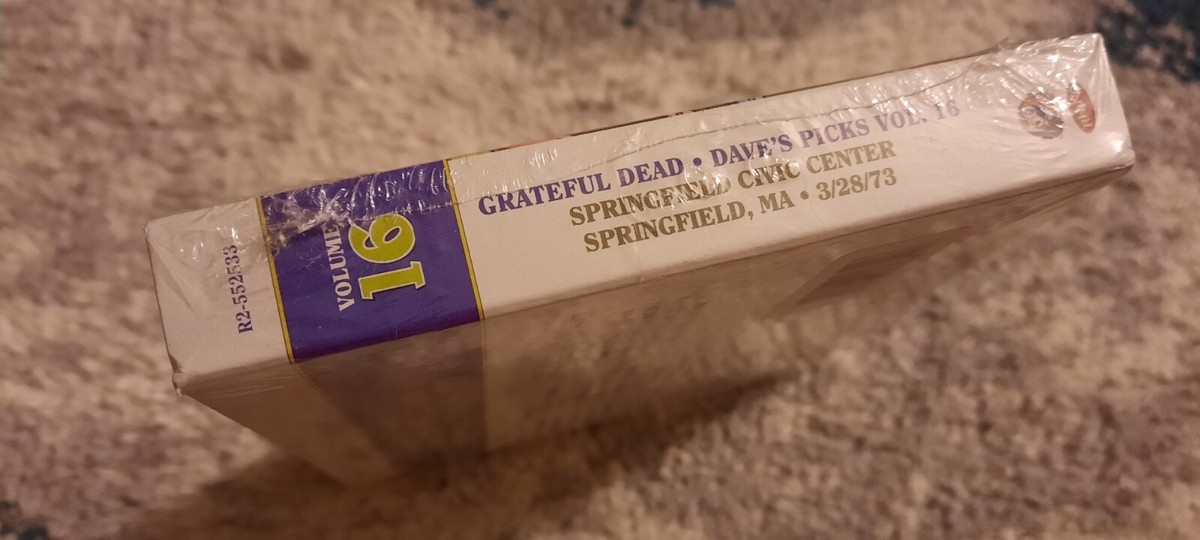 R2-552533
VOLUME
16
GRATEFUL DEAD • DAVE'S PICKS VOL. 16
SPRINGFIELD CIVIC CENTER
SPRINGFIELD, MA • 3/28/73